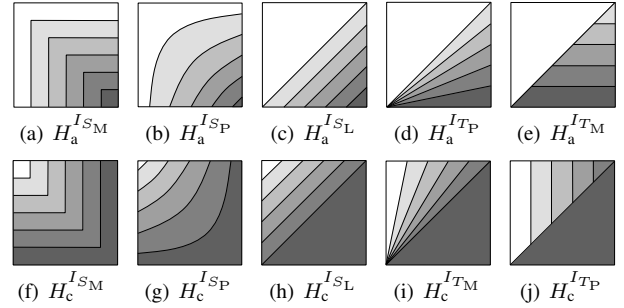 (a) H_a^{I_{S_M}} (b) H_a^{I_{S_P}} (c) H_a^{I_{S_L}} (d) H_a^{I_{T_P}} (e) H_a^{I_{T_M}}
(f) H_c^{I_{S_M}} (g) H_c^{I_{S_P}} (h) H_c^{I_{S_L}} (i) H_c^{I_{T_M}} (j) H_c^{I_{T_P}}